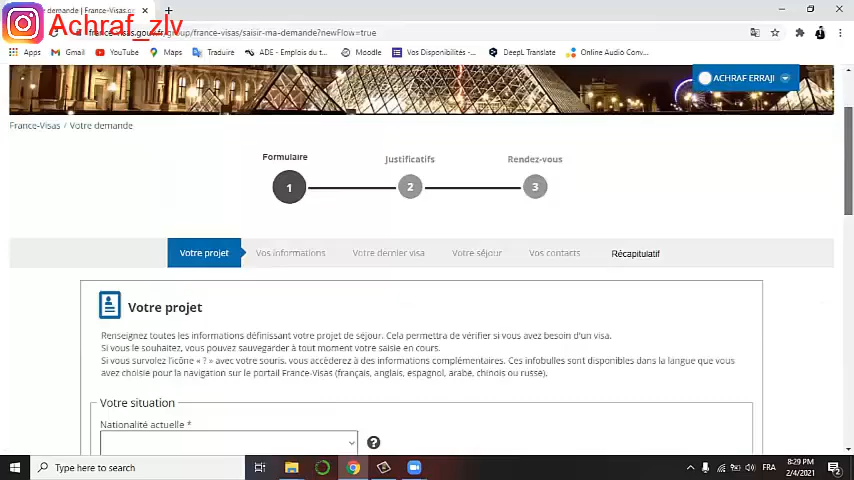 Achraf_zlv
demande | France-Visas.go
france-visas.gouv.fr/group/france-visas/saisir-ma-demande?newFlow=true
Apps Gmail YouTube Maps Traduire ADE - Emplois du t... Moodle Vos Disponibilités -... DeepL Translate Online Audio Conv...
ACHRAF ERRAJI
France-Visas / Votre demande
Formulaire Justificatifs Rendez-vous
1 2 3
Votre projet Vos informations Votre dernier visa Votre séjour Vos contacts Récapitulatif
Votre projet
Renseignez toutes les informations définissant votre projet de séjour. Cela permettra de vérifier si vous avez besoin d'un visa.
Si vous le souhaitez, vous pouvez sauvegarder à tout moment votre saisie en cours.
Si vous survolez l'icône « ? » avec votre souris, vous accèderez à des informations complémentaires. Ces infobulles sont disponibles dans la langue que vous
avez choisie pour la navigation sur le portail France-Visas (français, anglais, espagnol, arabe, chinois ou russe).
Votre situation
Nationalité actuelle *
?
Type here to search
FRA
8:29 PM
2/4/2021
2